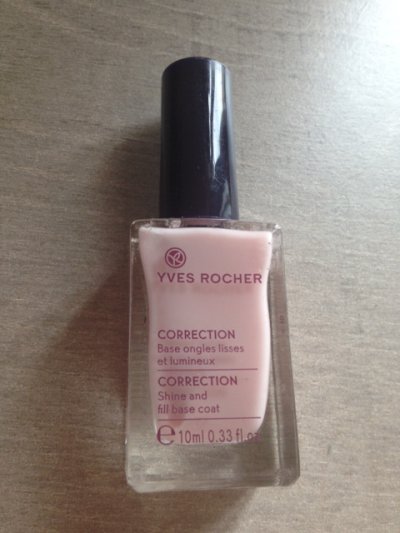 YR
YVES ROCHER
CORRECTION
Base ongles lisses
et lumineux
CORRECTION
Shine and
fill base coat
℮ 10ml 0.33 fl.oz